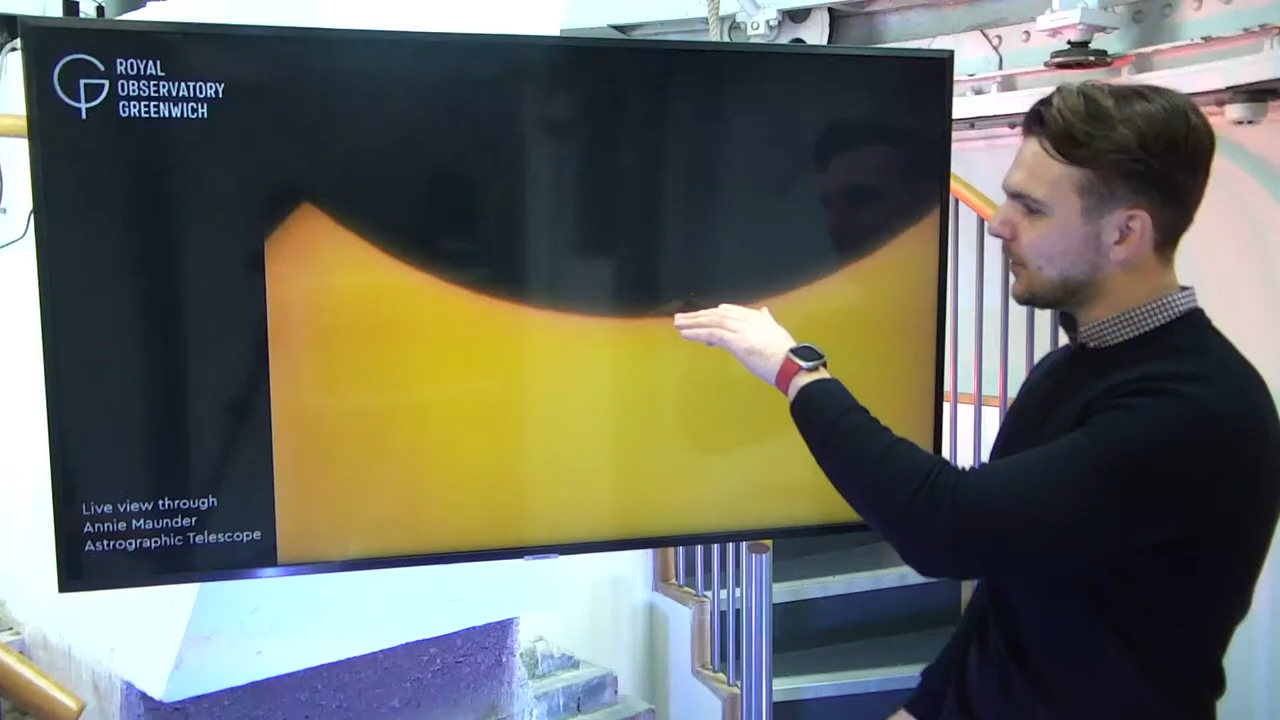 ROYAL
OBSERVATORY
GREENWICH
Live view through
Annie Maunder
Astrographic Telescope